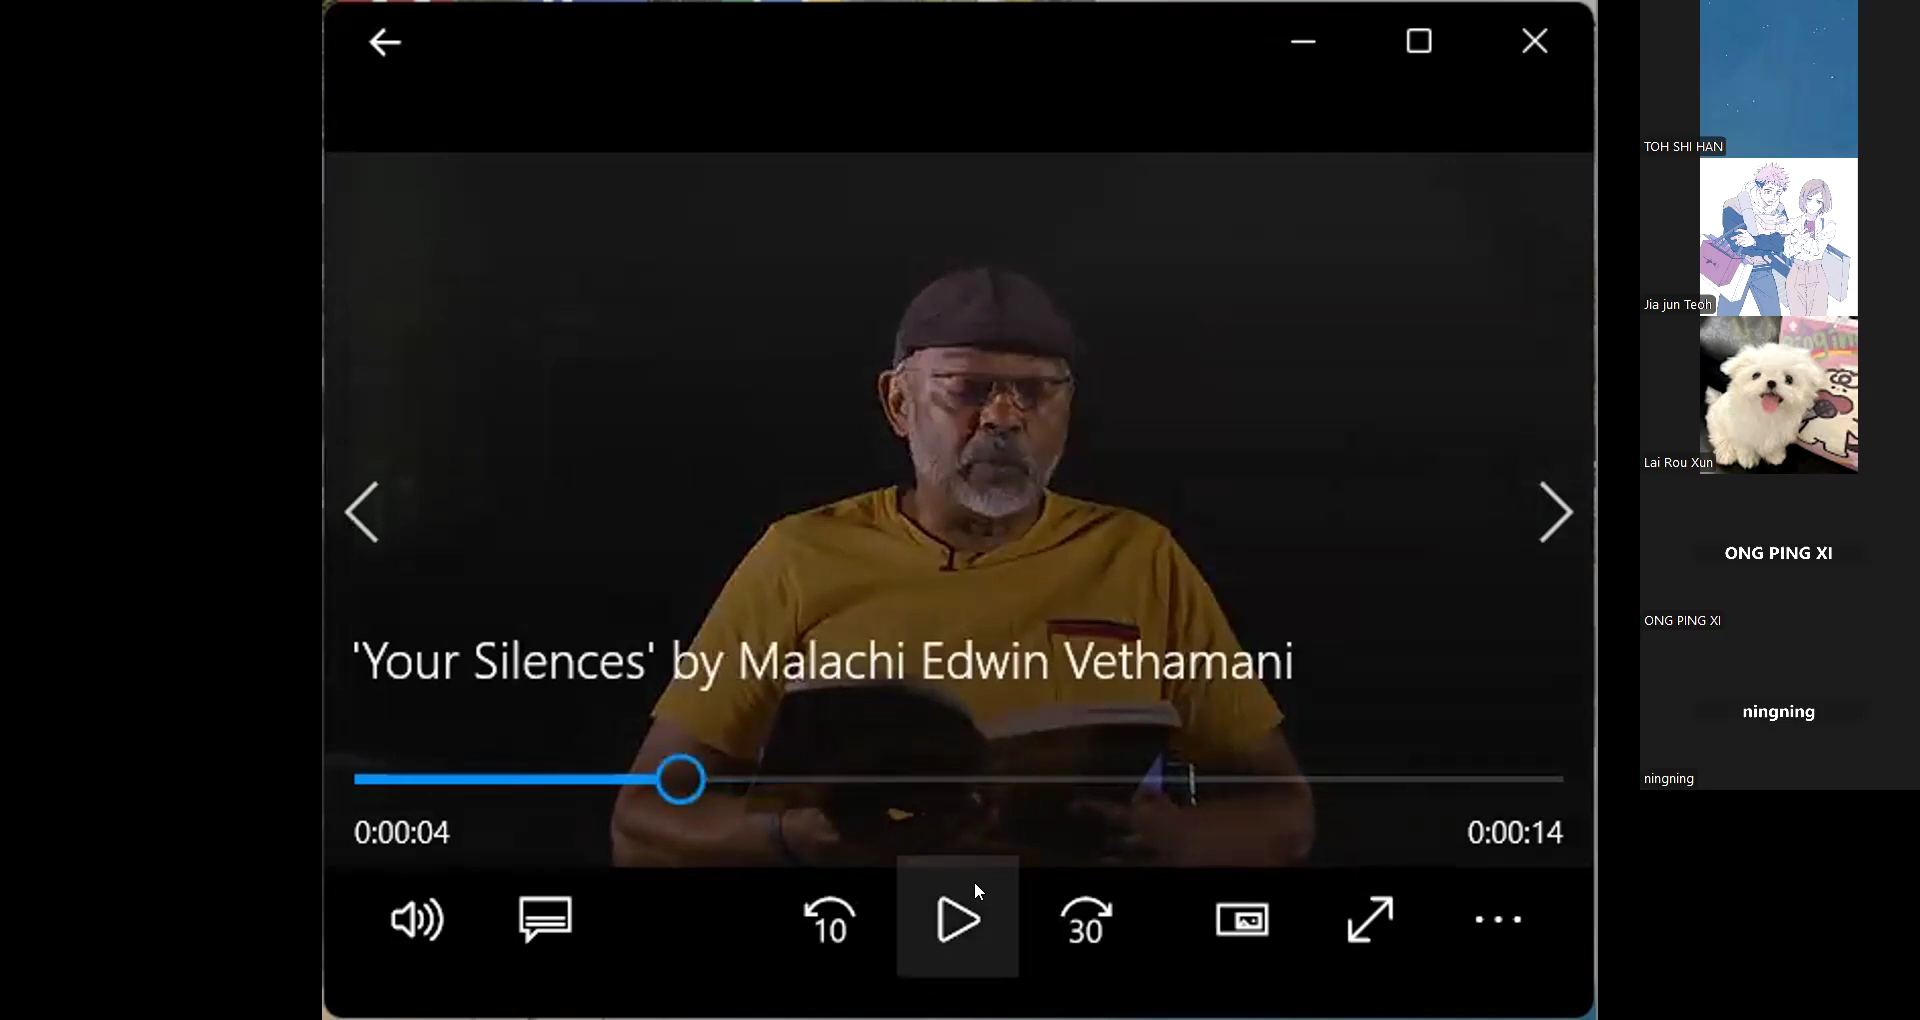 'Your Silences' by Malachi Edwin Vethamani
0:00:04
0:00:14
10
30
TOH SHI HAN
Jia jun Teoh
Lai Rou Xun
ONG PING XI
ONG PING XI
ningning
ningning